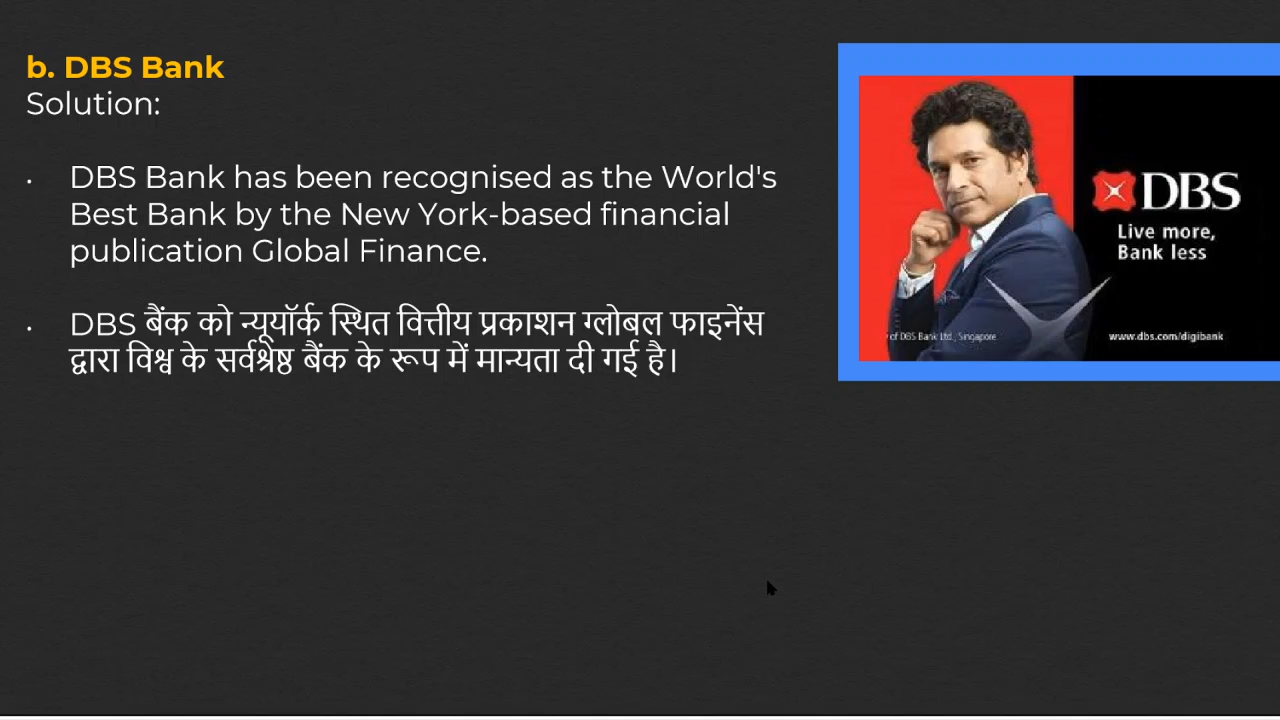 b. DBS Bank
Solution:
• DBS Bank has been recognised as the World's
Best Bank by the New York-based financial
publication Global Finance.
• DBS बैंक को न्यूयॉर्क स्थित वित्तीय प्रकाशन ग्लोबल फाइनेंस
द्वारा विश्व के सर्वश्रेष्ठ बैंक के रूप में मान्यता दी गई है।
DBS
Live more,
Bank less
of DBS Bank Ltd., Singapore
www.dbs.com/digibank